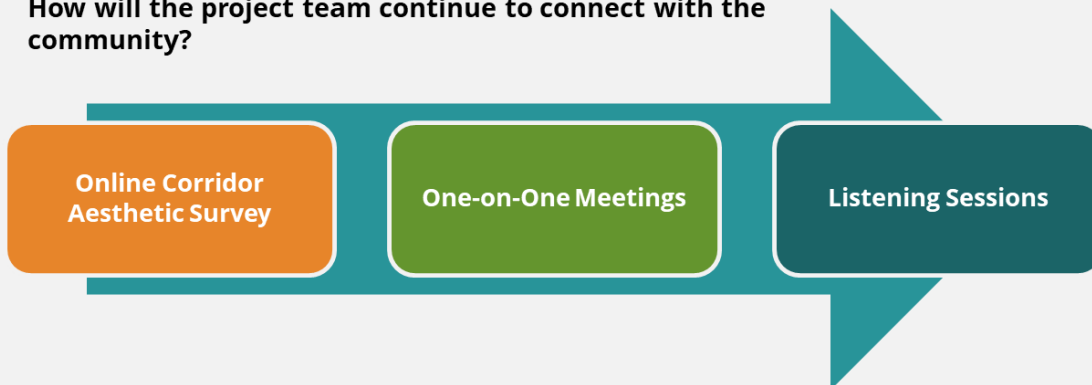 How will the project team continue to connect with the
community?
Online Corridor
Aesthetic Survey
One-on-One Meetings
Listening Sessions